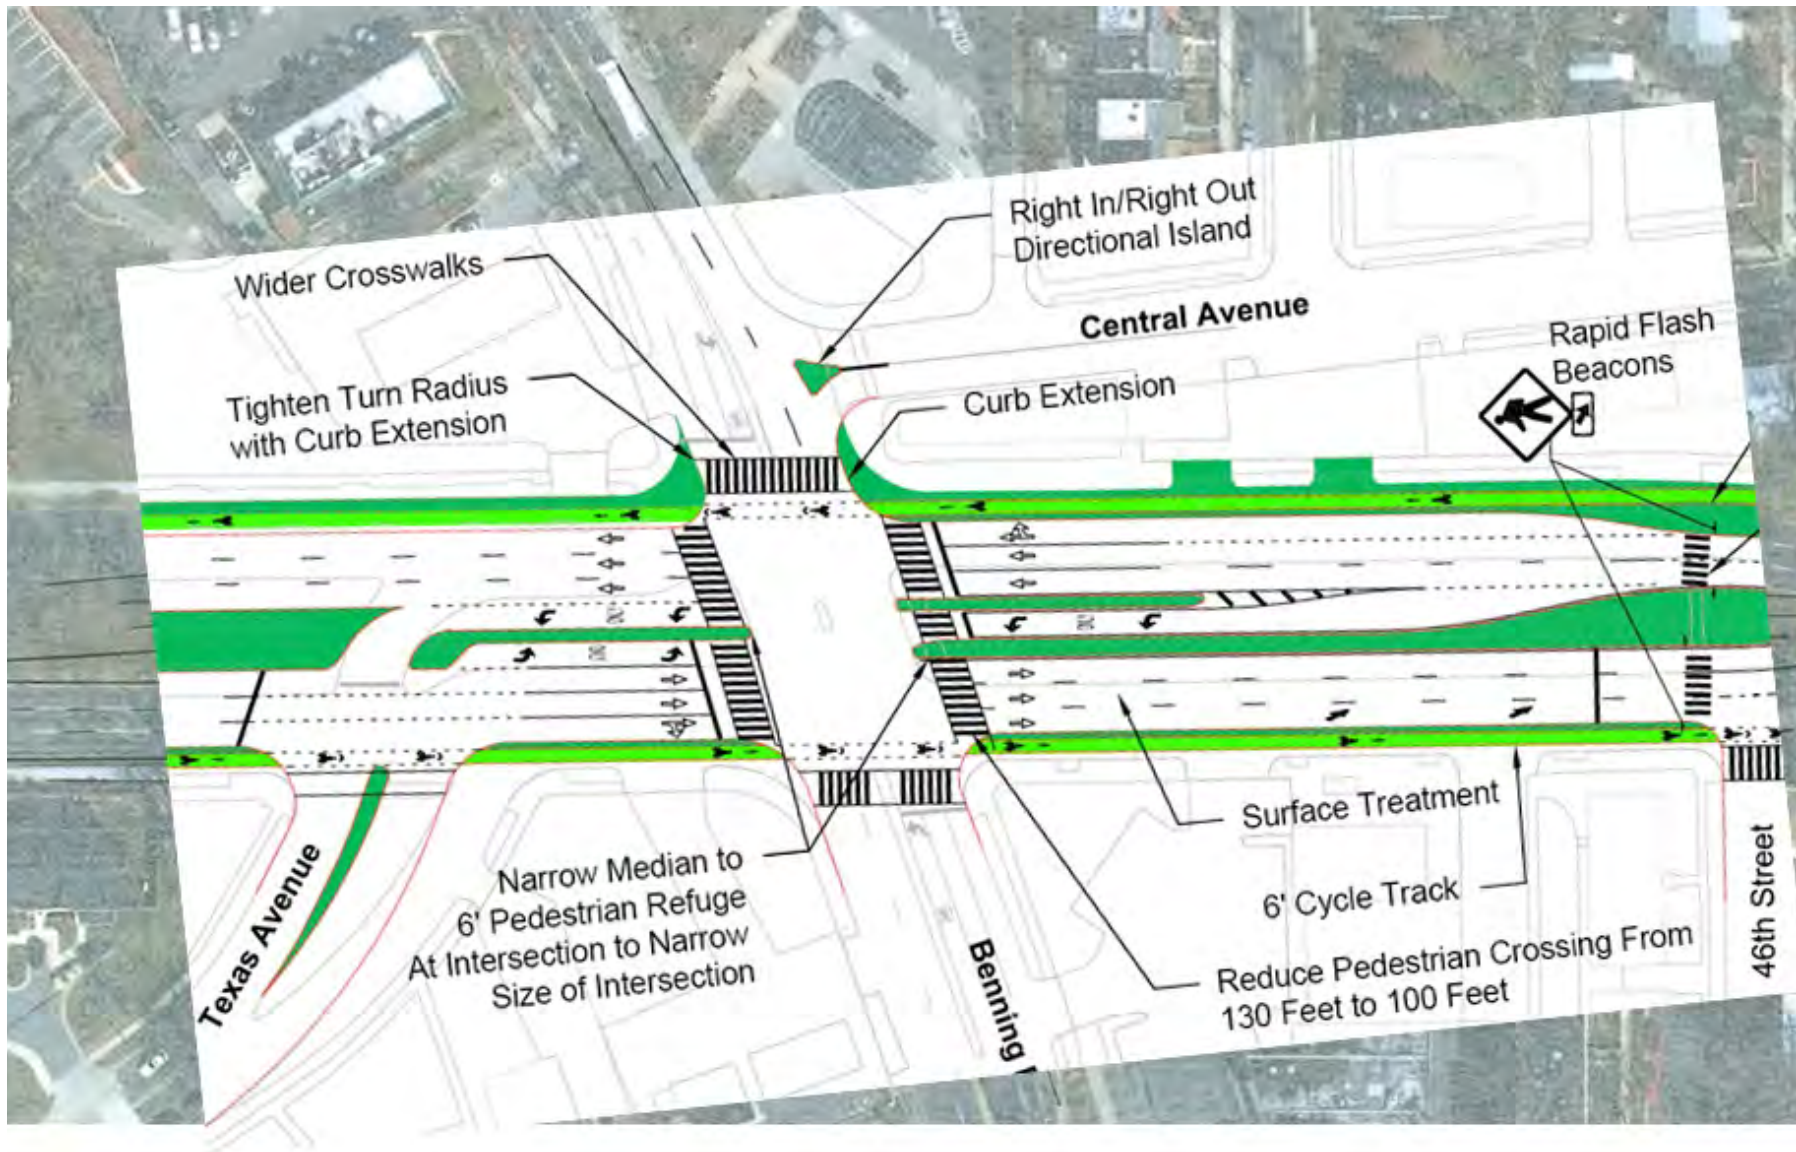 Right In/Right Out
Directional Island
Wider Crosswalks
Central Avenue
Rapid Flash
Beacons
Tighten Turn Radius
with Curb Extension
Curb Extension
Surface Treatment
Narrow Median to
6' Pedestrian Refuge
At Intersection to Narrow
Size of Intersection
6' Cycle Track
Reduce Pedestrian Crossing From
130 Feet to 100 Feet
Texas Avenue
Benning
46th Street